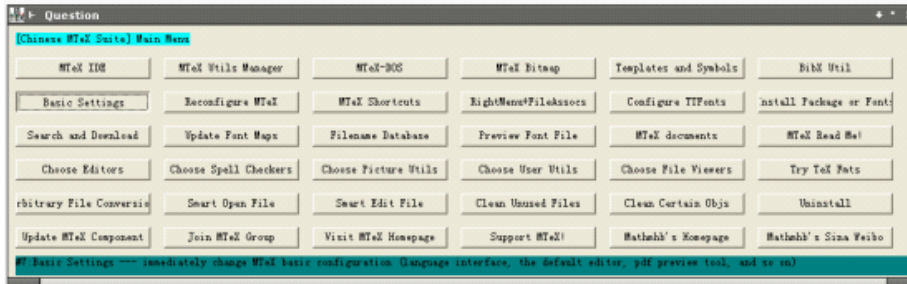 Question
[Chinese MTeX Suite] Main Menu
MTeX IDE MTeX Utils Manager MTeX-DOS MTeX Bitmap Templates and Symbols BibX Util
Basic Settings Reconfigure MTeX MTeX Shortcuts RightMenu+FileAssocs Configure TTFonts nstall Package or Font
Search and Download Update Font Maps Filename Database Preview Font File MTeX documents MTeX Read Me!
Choose Editors Choose Spell Checkers Choose Picture Utils Choose User Utils Choose File Viewers Try TeX Fmts
rbitrary File Conversio Smart Open File Smart Edit File Clean Unused Files Clean Certain Objs Uninstall
Update MTeX Component Join MTeX Group Visit MTeX Homepage Support MTeX! Mathmhb's Homepage Mathmhb's Sina Weibo
#7 Basic Settings --- immediately change MTeX basic configuration (language interface, the default editor, pdf preview tool, and so on)